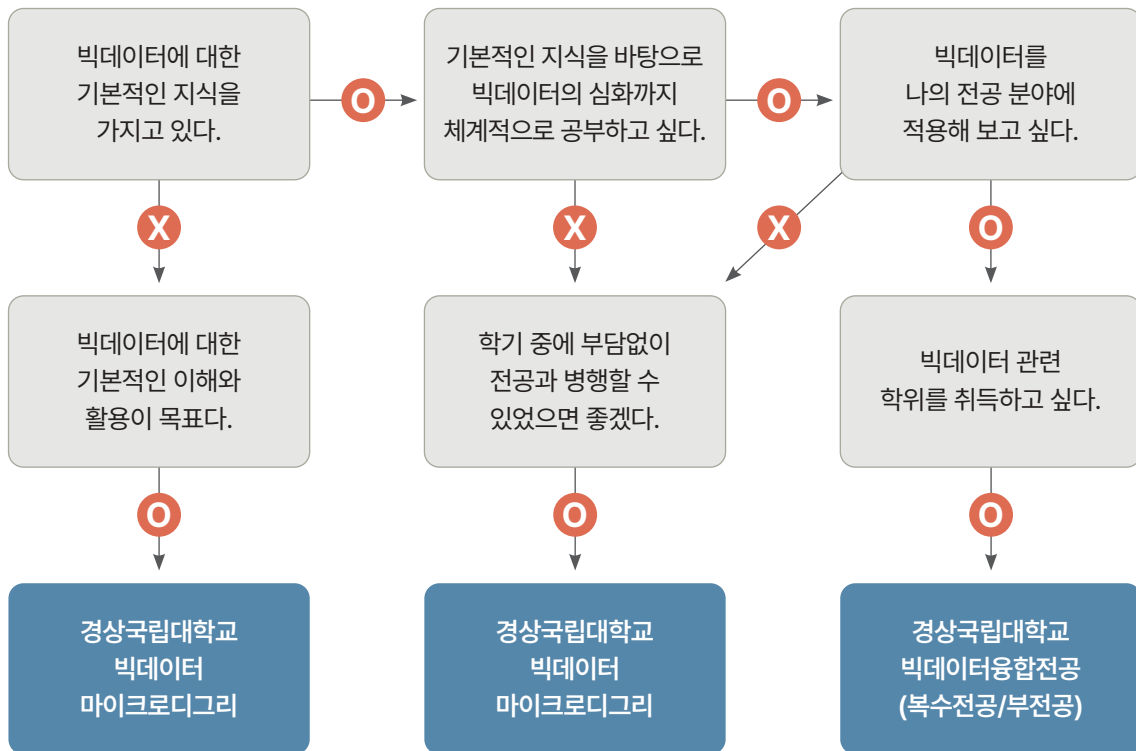 빅데이터에 대한
기본적인 지식을
가지고 있다.
O
기본적인 지식을 바탕으로
빅데이터의 심화까지
체계적으로 공부하고 싶다.
O
빅데이터를
나의 전공 분야에
적용해 보고 싶다.
X
X
X
O
빅데이터에 대한
기본적인 이해와
활용이 목표다.
학기 중에 부담없이
전공과 병행할 수
있었으면 좋겠다.
빅데이터 관련
학위를 취득하고 싶다.
O
O
O
경상국립대학교
빅데이터
마이크로디그리
경상국립대학교
빅데이터
마이크로디그리
경상국립대학교
빅데이터융합전공
(복수전공/부전공)